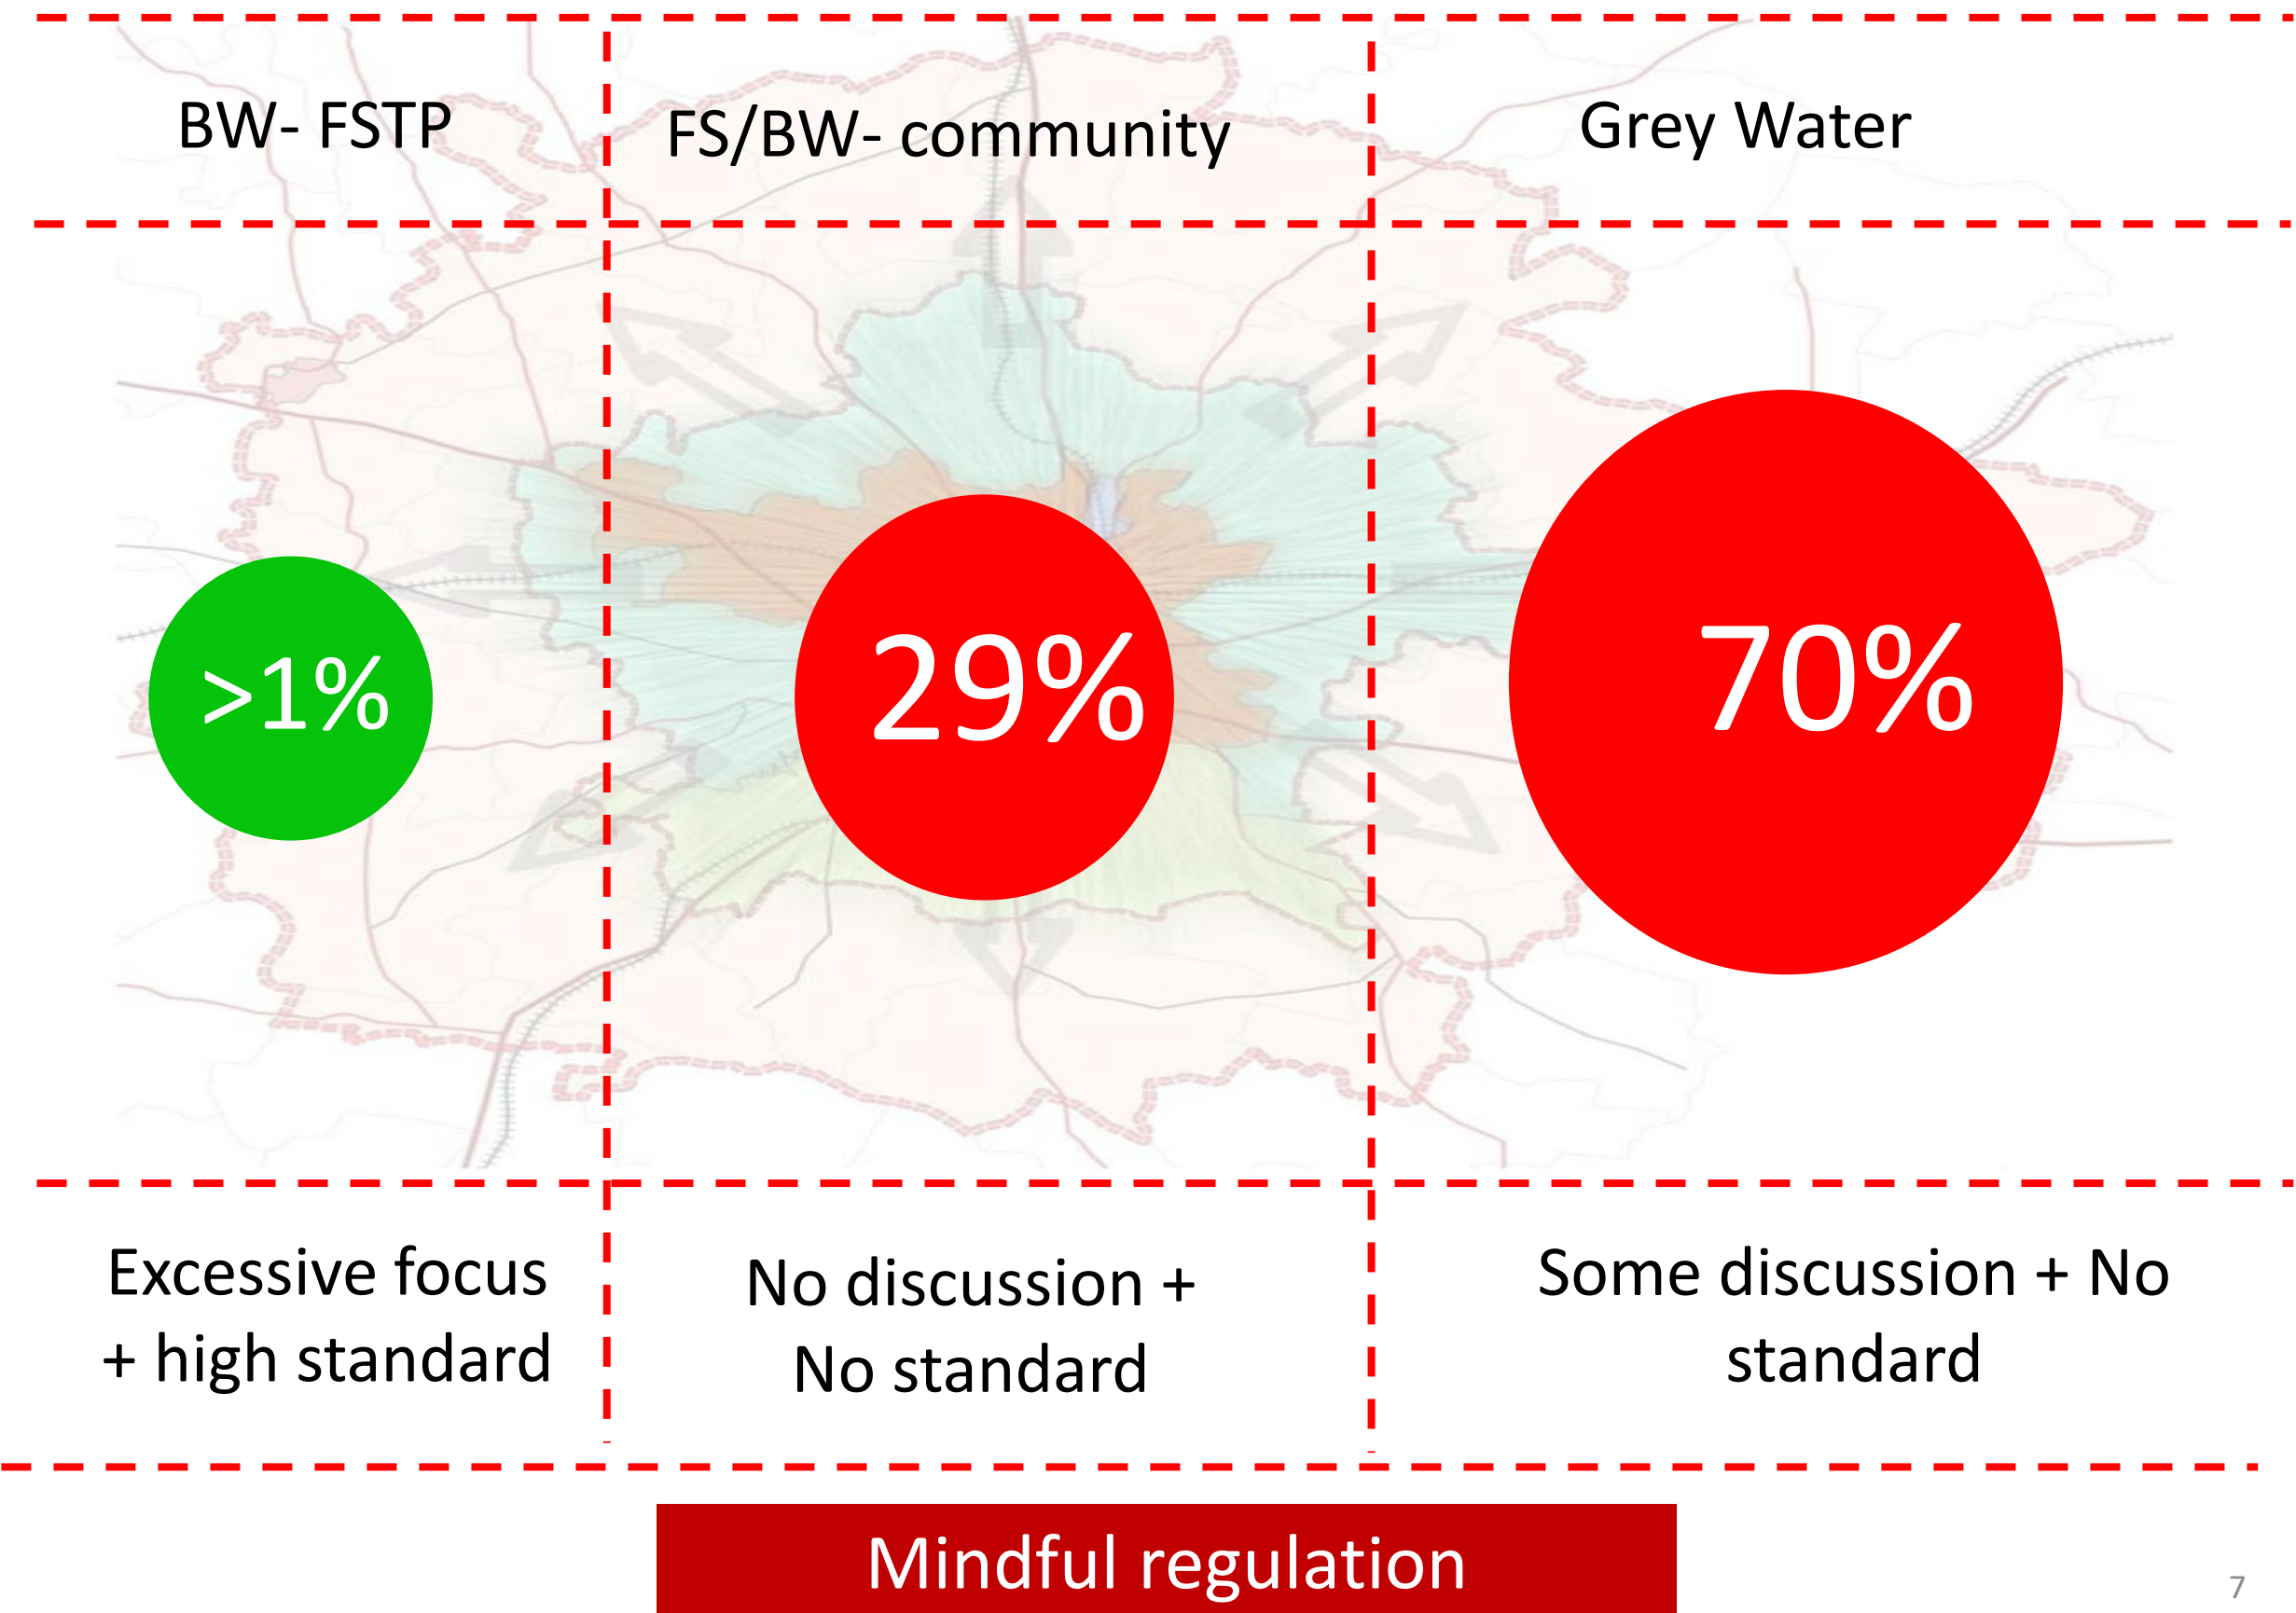 BW- FSTP
FS/BW- community
Grey Water
>1%
29%
70%
Excessive focus
+ high standard
No discussion +
No standard
Some discussion + No
standard
Mindful regulation
7